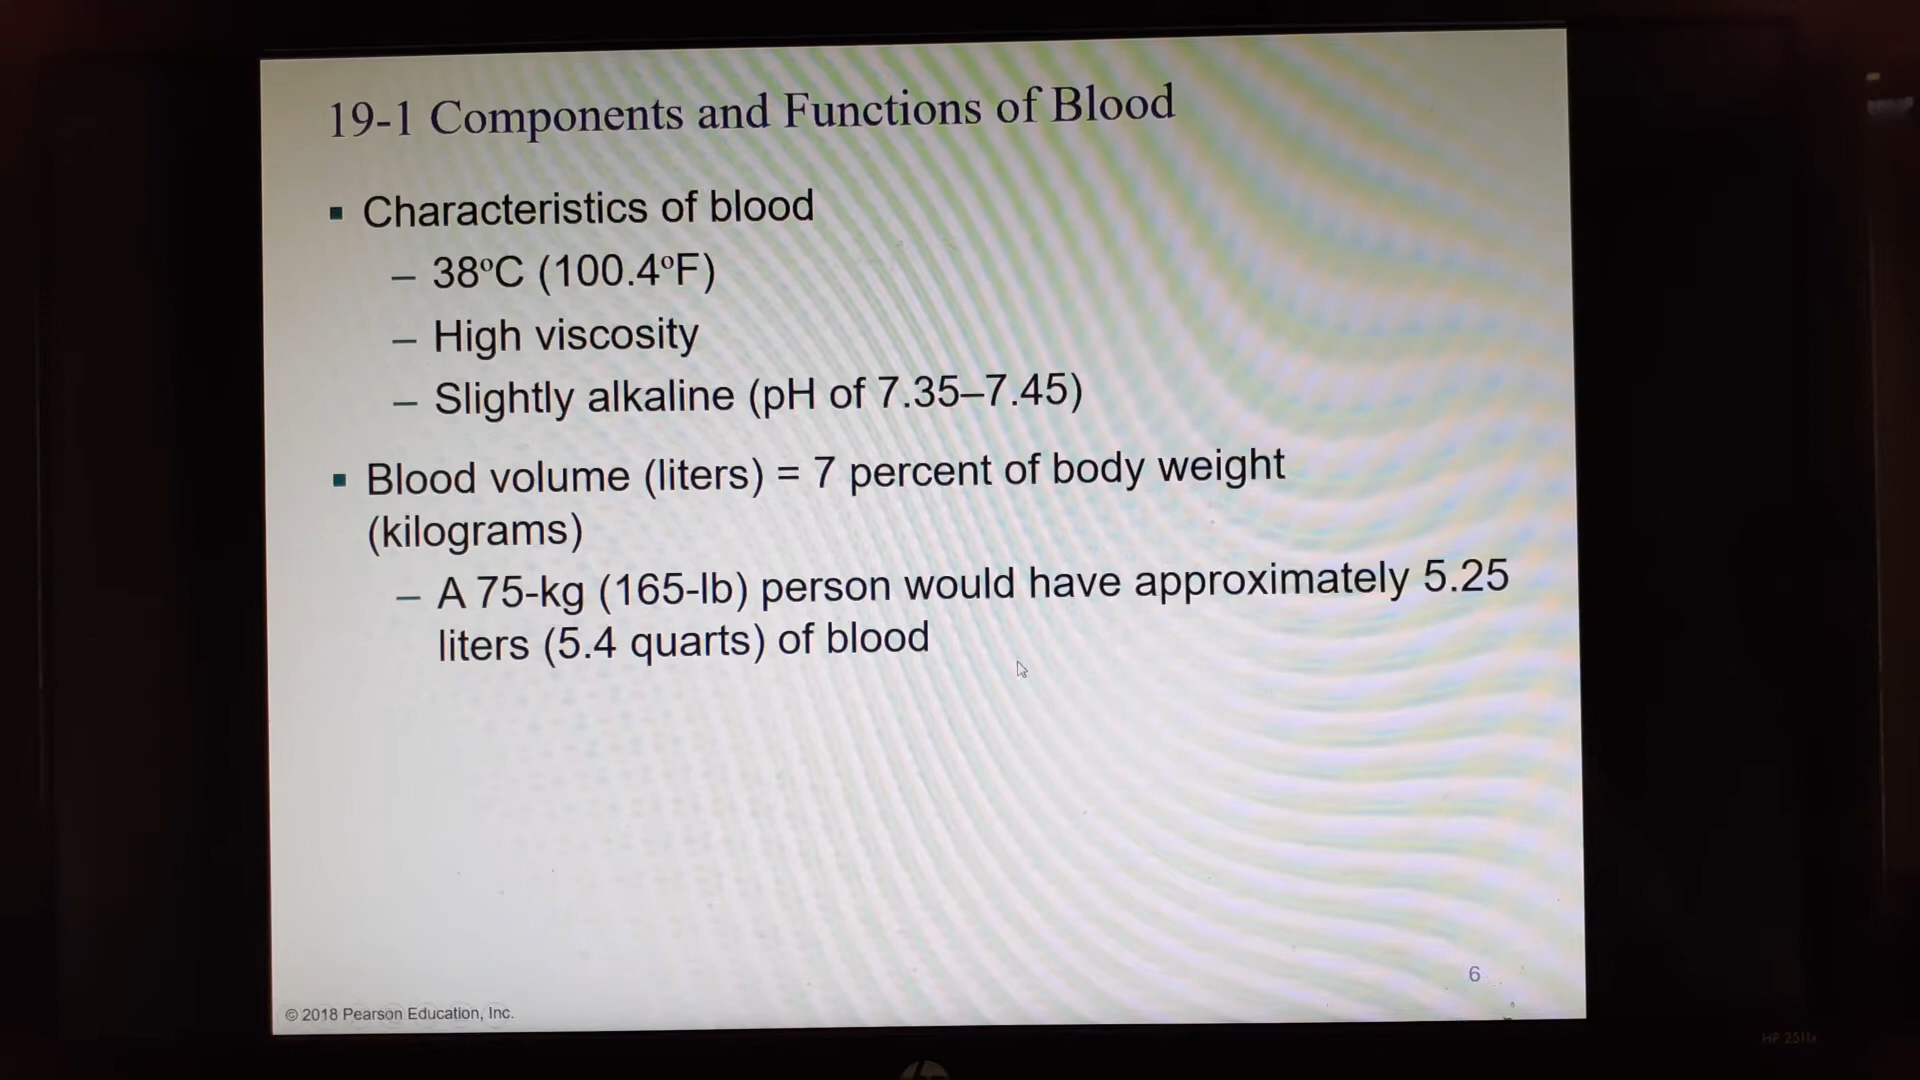 19-1 Components and Functions of Blood
▪ Characteristics of blood
– 38ºC (100.4ºF)
– High viscosity
– Slightly alkaline (pH of 7.35–7.45)
▪ Blood volume (liters) = 7 percent of body weight
(kilograms)
– A 75-kg (165-lb) person would have approximately 5.25
liters (5.4 quarts) of blood
6
© 2018 Pearson Education, Inc.